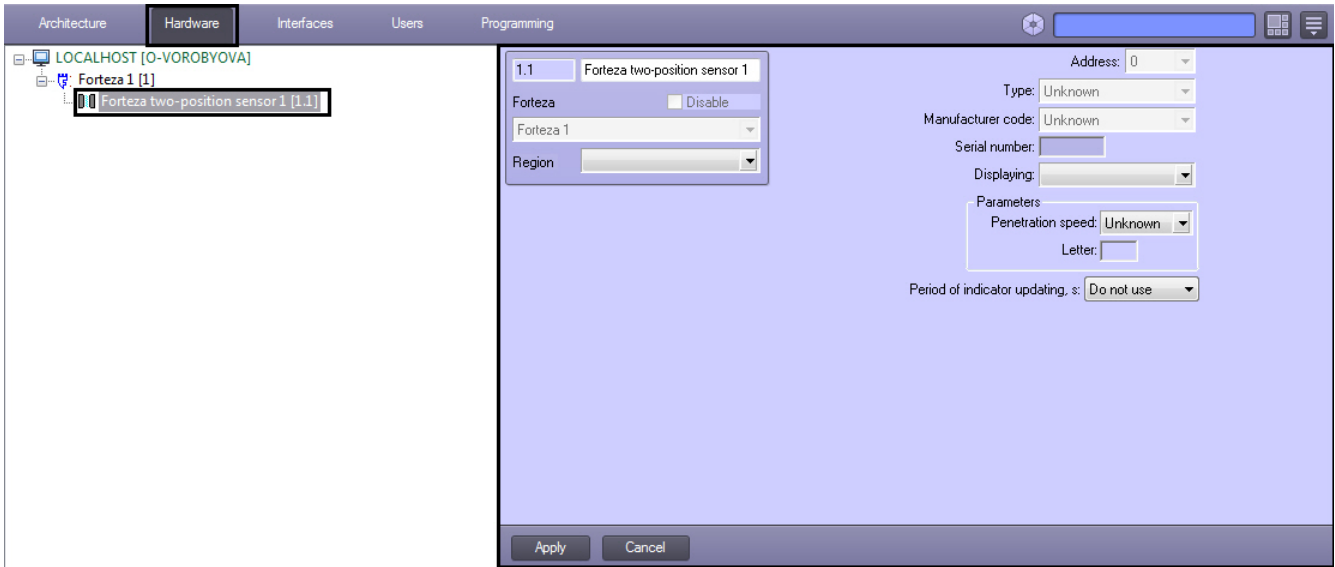 Architecture Hardware Interfaces Users Programming
LOCALHOST [O-VOROBYOVA]
Forteza 1 [1]
Forteza two-position sensor 1 [1.1]
1.1 Forteza two-position sensor 1
Forteza Disable
Forteza 1
Region
Address: 0
Type: Unknown
Manufacturer code: Unknown
Serial number:
Displaying:
Parameters
Penetration speed: Unknown
Letter:
Period of indicator updating, s: Do not use
Apply Cancel